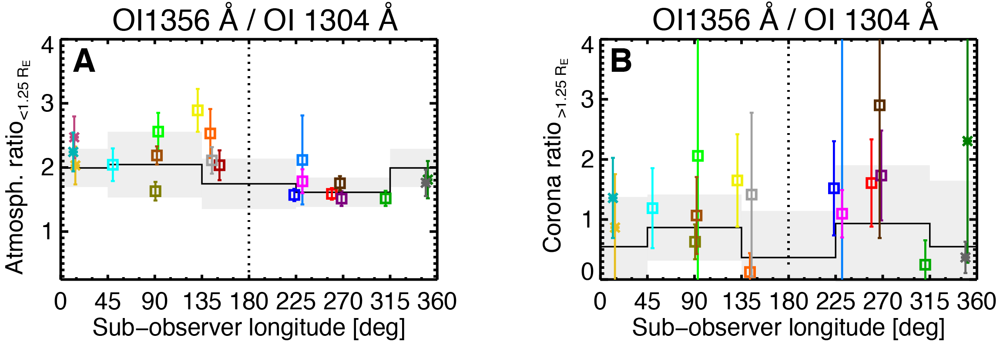 OI1356 Å / OI 1304 Å
A
Atmosph. ratio<1.25 RE
4
3
2
1
0 45 90 135 180 225 270 315 360
Sub−observer longitude [deg]
OI1356 Å / OI 1304 Å
B
Corona ratio>1.25 RE
4
3
2
1
0
0 45 90 135 180 225 270 315 360
Sub−observer longitude [deg]